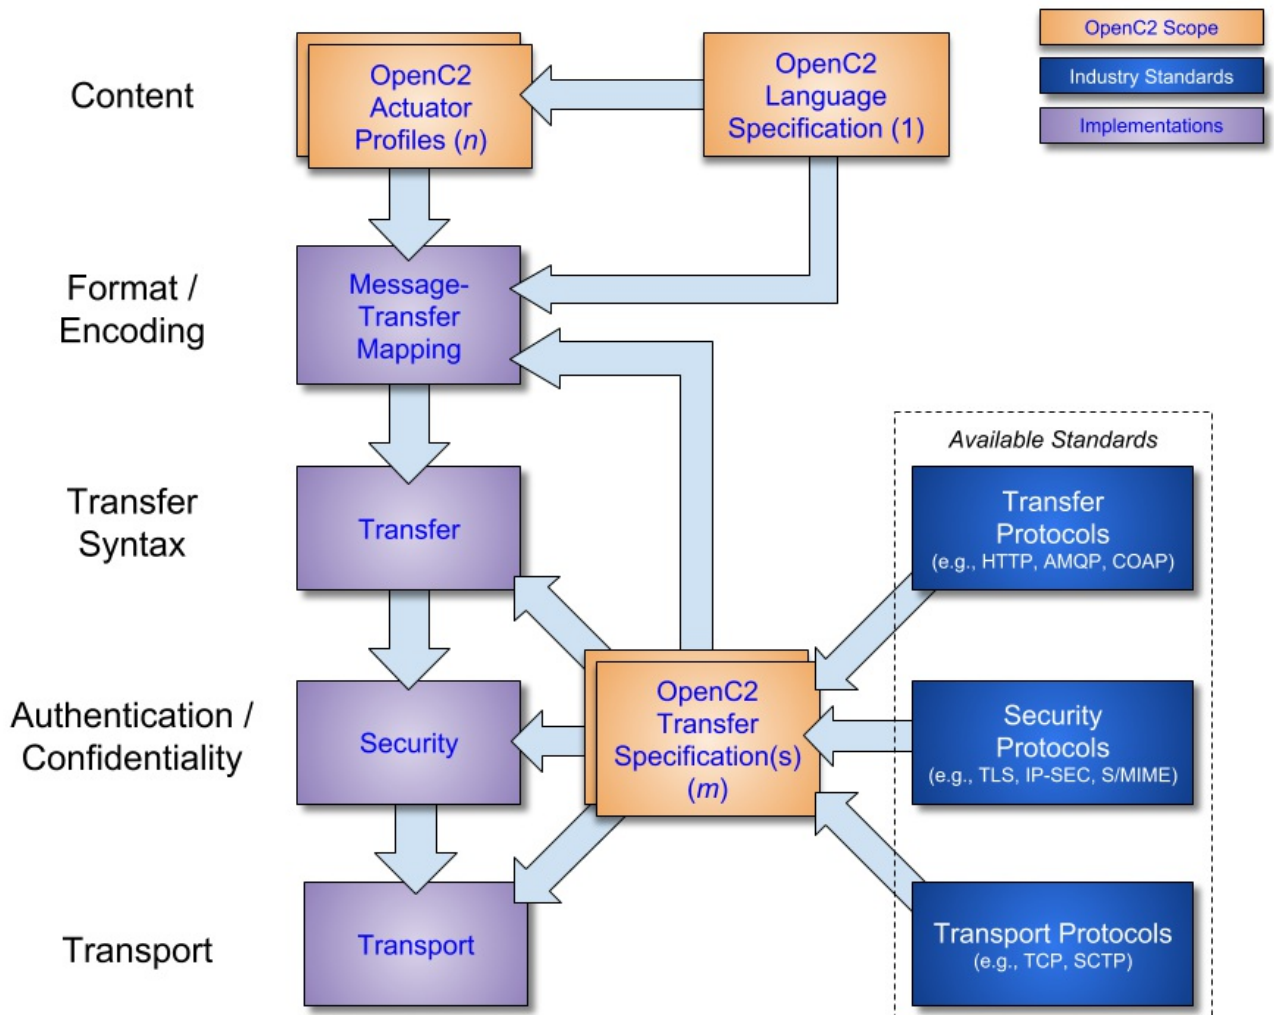 OpenC2 Scope
Industry Standards
Implementations
Content
OpenC2
Actuator
Profiles (n)
OpenC2
Language
Specification (1)
Format /
Encoding
Message-
Transfer
Mapping
Available Standards
Transfer
Syntax
Transfer
Transfer
Protocols
(e.g., HTTP, AMQP, COAP)
Authentication /
Confidentiality
Security
OpenC2
Transfer
Specification(s)
(m)
Security
Protocols
(e.g., TLS, IP-SEC, S/MIME)
Transport
Transport
Transport Protocols
(e.g., TCP, SCTP)